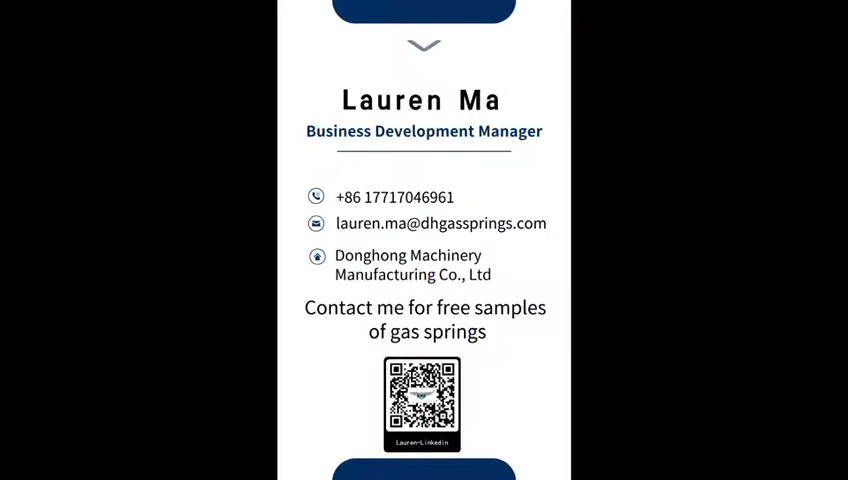 Lauren Ma
Business Development Manager
+86 17717046961
lauren.ma@dhgassprings.com
Donghong Machinery
Manufacturing Co., Ltd
Contact me for free samples
of gas springs
Lauren-Linkedin